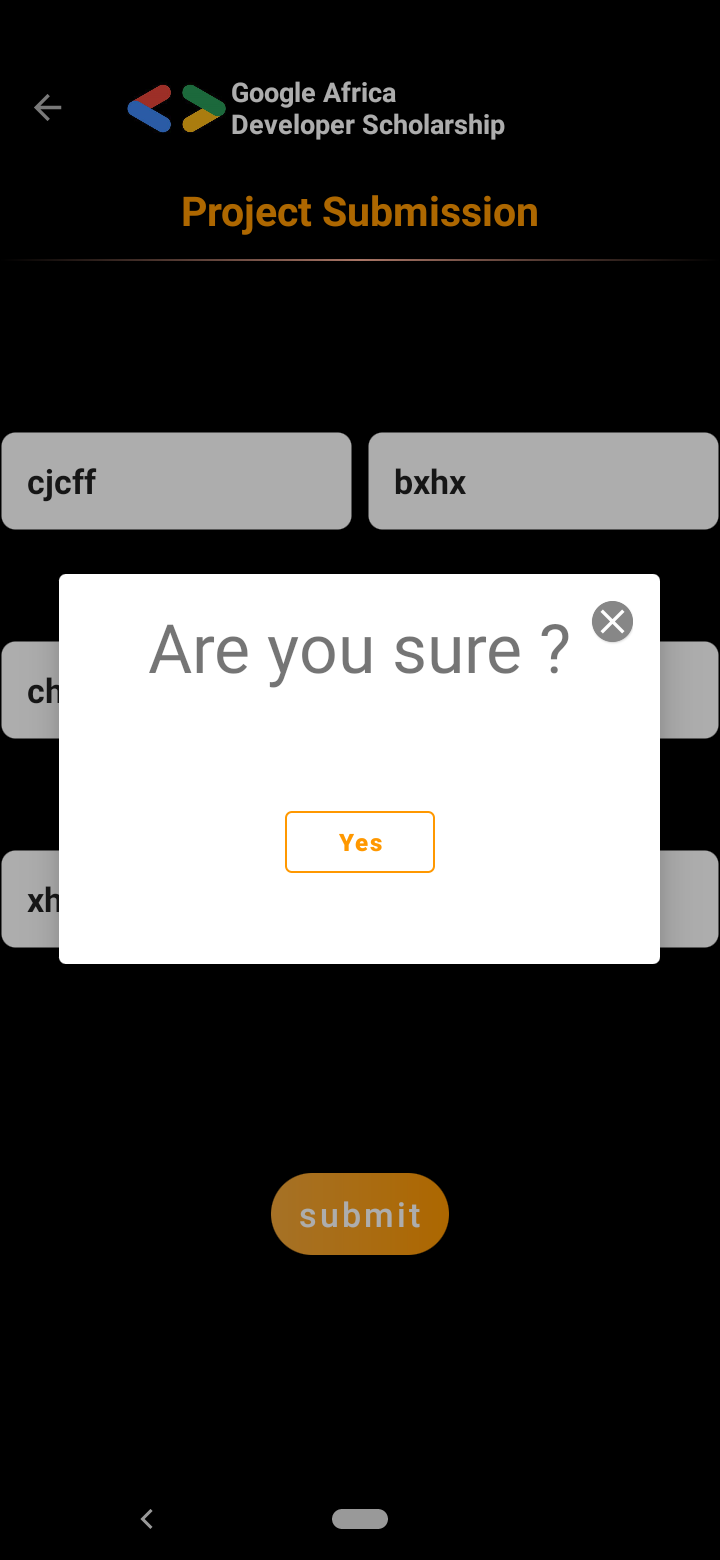 Google Africa
Developer Scholarship
Project Submission
cjcff
bxhx
Are you sure ?
ch
Yes
xh
submit